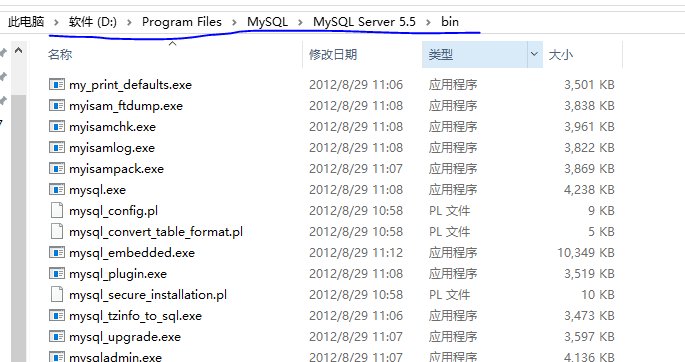 此电脑 > 软件 (D:) > Program Files > MySQL > MySQL Server 5.5 > bin
名称 修改日期 类型 大小
my_print_defaults.exe 2012/8/29 11:06 应用程序 3,501 KB
myisam_ftdump.exe 2012/8/29 11:08 应用程序 3,838 KB
myisamchk.exe 2012/8/29 11:08 应用程序 3,961 KB
myisamlog.exe 2012/8/29 11:08 应用程序 3,822 KB
myisampack.exe 2012/8/29 11:07 应用程序 3,869 KB
mysql.exe 2012/8/29 11:08 应用程序 4,238 KB
mysql_config.pl 2012/8/29 10:58 PL 文件 9 KB
mysql_convert_table_format.pl 2012/8/29 10:58 PL 文件 5 KB
mysql_embedded.exe 2012/8/29 11:12 应用程序 10,349 KB
mysql_plugin.exe 2012/8/29 11:08 应用程序 3,519 KB
mysql_secure_installation.pl 2012/8/29 10:58 PL 文件 10 KB
mysql_tzinfo_to_sql.exe 2012/8/29 11:06 应用程序 3,473 KB
mysql_upgrade.exe 2012/8/29 11:07 应用程序 3,597 KB
mysqladmin.exe 2012/8/29 11:07 应用程序 4,136 KB